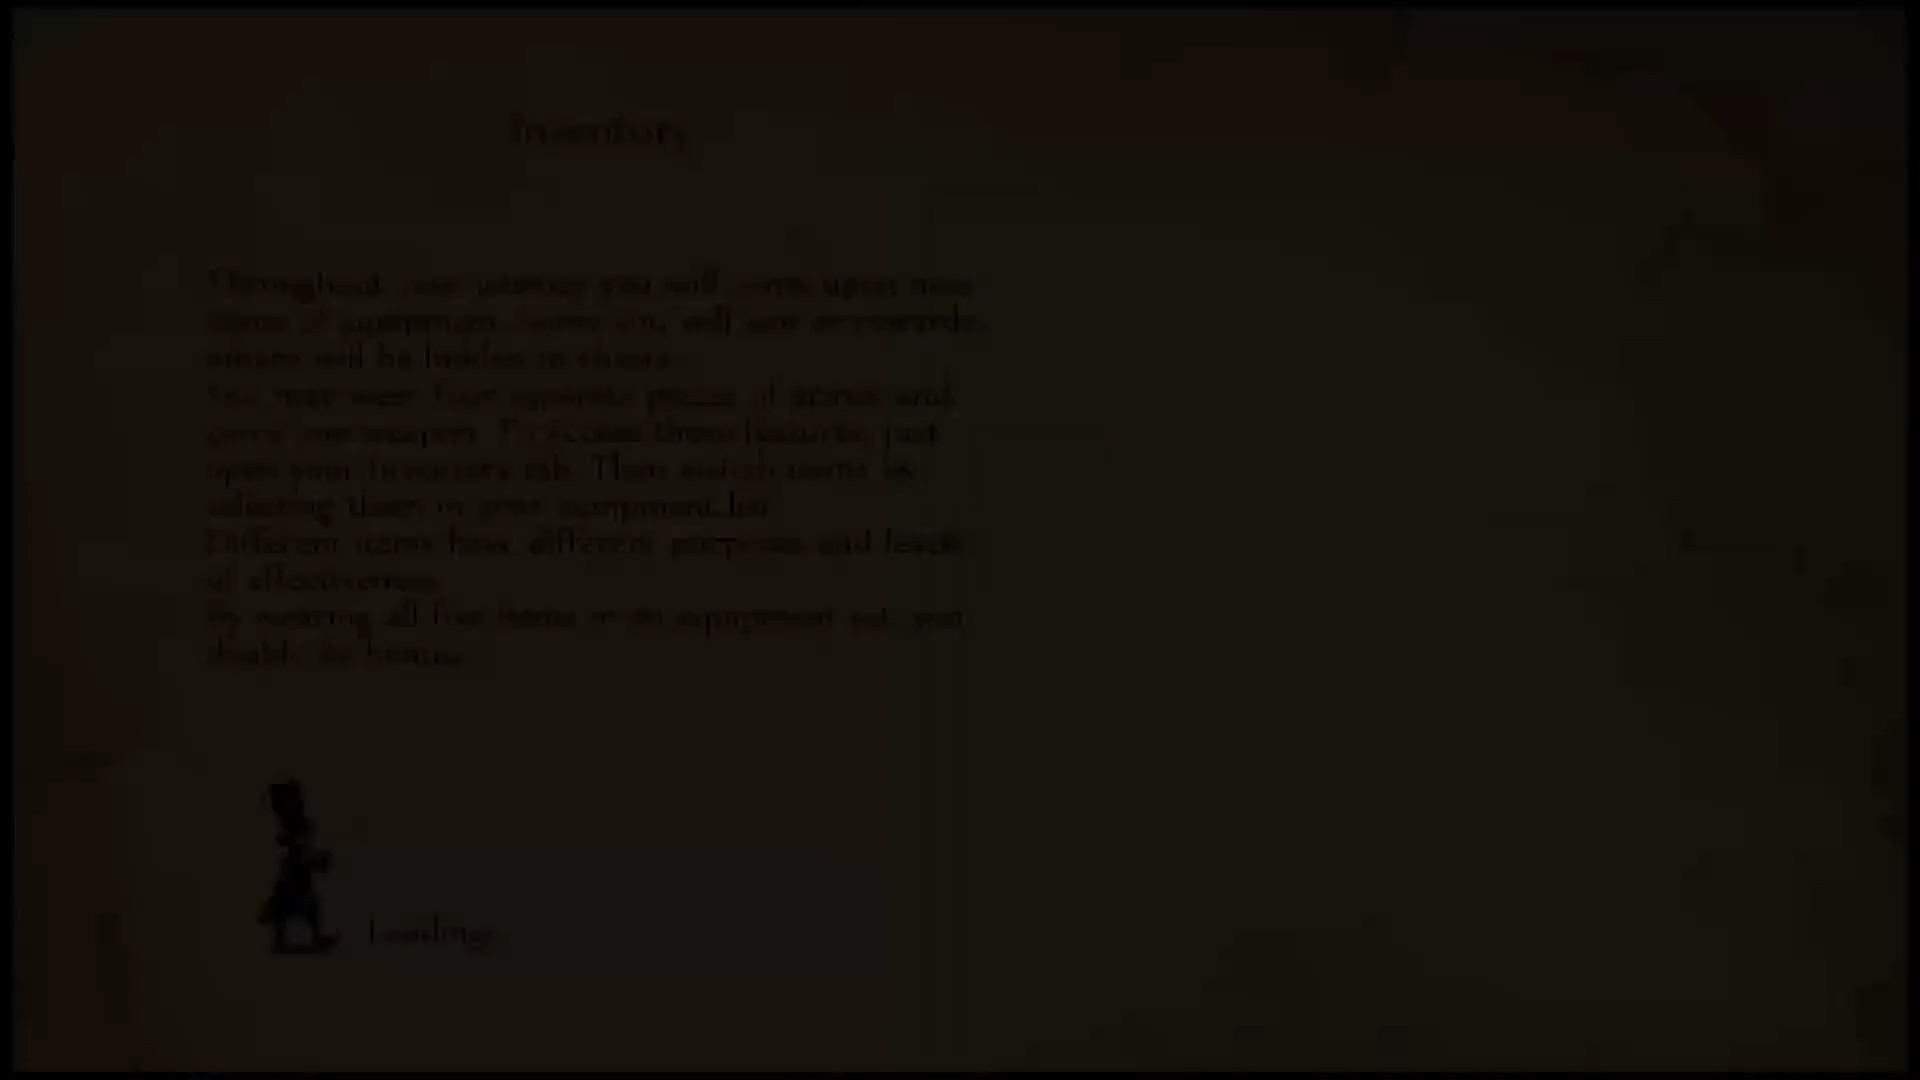 Inventory
Throughout your journey you will come upon new
items of equipment. Some you will get as rewards,
others will be hidden in chests.
You may wear four separate pieces of armor and
carry one weapon. To access these features, just
open your Inventory tab. Then switch items by
selecting them in your equipment list.
Different items have different purposes and levels
of effectiveness.
By wearing all five items of an equipment set, you
double its bonus.
Loading